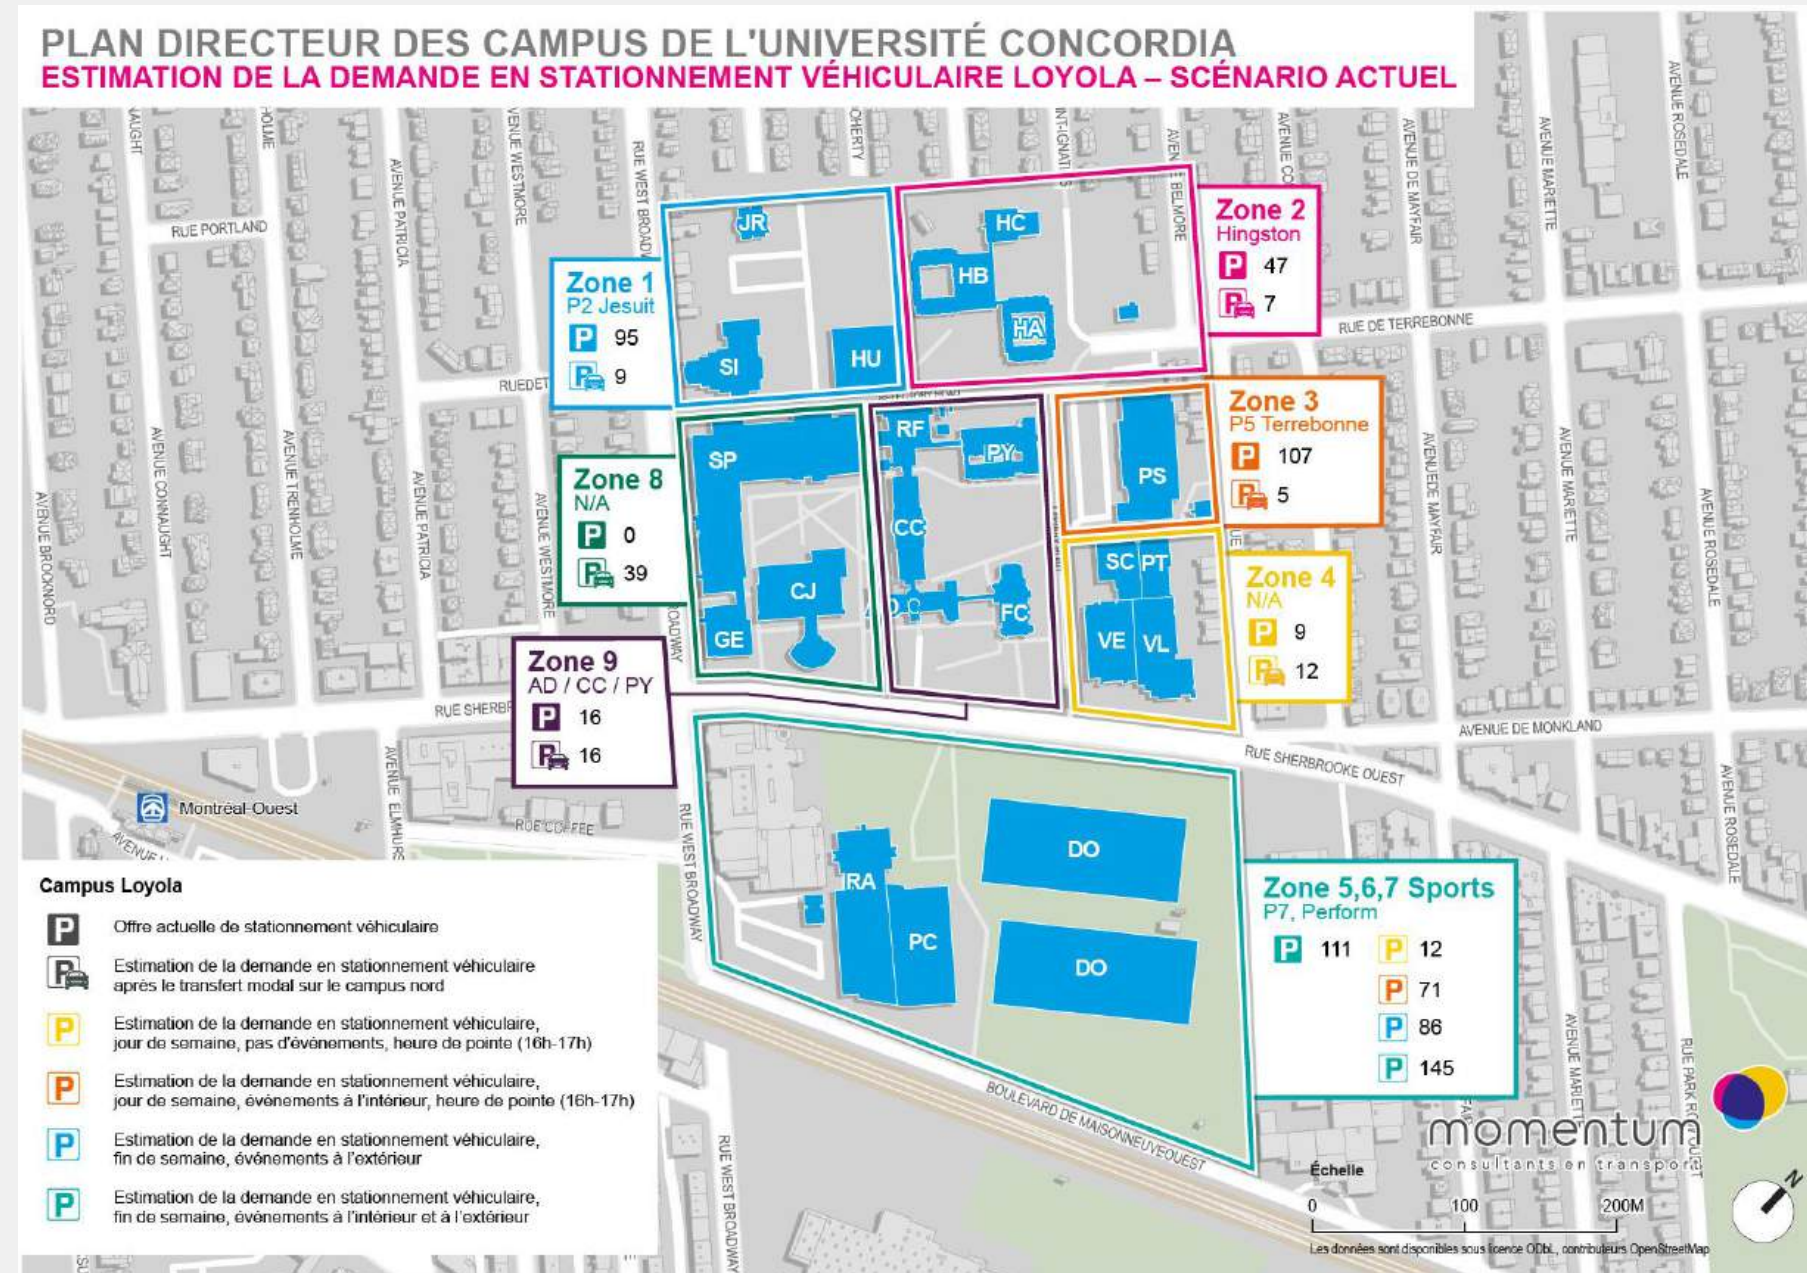 PLAN DIRECTEUR DES CAMPUS DE L'UNIVERSITÉ CONCORDIA
ESTIMATION DE LA DEMANDE EN STATIONNEMENT VÉHICULAIRE LOYOLA – SCÉNARIO ACTUEL
RUE PORTLAND
AVENUE PATRICIA
AVENUE BELMORE
AVENUE DE MAYFAIR
AVENUE MARIETTE
AVENUE ROSEDALE
JR
SI
HU
Zone 1
P2 Jesuit
P 95
P 9
HC
HB
HA
Zone 2
Hingston
P 47
P 7
RUE DE TERREBONNE
Zone 3
P5 Terrebonne
P 107
P 5
PS
SP
CJ
GE
Zone 8
N/A
P 0
P 39
RF
PY
CC
FC
SC PT
VE VL
Zone 4
N/A
P 9
P 12
Zone 9
AD / CC / PY
P 16
P 16
AVENUE BROCKNORD
AVENUE CONNAUGHT
AVENUE TRENHOLME
AVENUE PATRICIA
AVENUE WESTMORE
AVENUEDE MAYFAIR
AVENUE MARIETTE
AVENUE ROSEDALE
RUE SHERBR
AVENUE DE MONKLAND
RUE SHERBROOKE OUEST
AVENUE ROSEDALE
Montréal-Ouest
RUE COFFEE
AVENUE ELMHURS
RUE WEST BROADWAY
RA
PC
DO
DO
Zone 5,6,7 Sports
P7, Perform
P 111 P 12
P 71
P 86
P 145
BOULEVARD DE MAISONNEUVEOUEST
AVENUE MARIETTE
RUE WEST BROADWAY
Campus Loyola
P Offre actuelle de stationnement véhiculaire
P Estimation de la demande en stationnement véhiculaire
après le transfert modal sur le campus nord
P Estimation de la demande en stationnement véhiculaire,
jour de semaine, pas d'événements, heure de pointe (16h-17h)
P Estimation de la demande en stationnement véhiculaire,
jour de semaine, événements à l'intérieur, heure de pointe (16h-17h)
P Estimation de la demande en stationnement véhiculaire,
fin de semaine, événements à l'extérieur
P Estimation de la demande en stationnement véhiculaire,
fin de semaine, événements à l'intérieur et à l'extérieur
momentum
consultants en transport
Échelle
0 100 200M
N
Les données sont disponibles sous licence ODbL, contributeurs OpenStreetMap